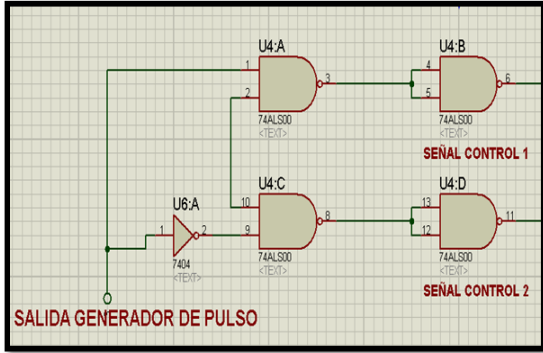 U4:A
U4:B
1
2
3
4
5
6
74ALS00
<TEXT>
74ALS00
<TEXT>
SEÑAL CONTROL 1
U4:C
U4:D
U6:A
10
9
8
13
12
11
1
2
74ALS00
<TEXT>
74ALS00
<TEXT>
7404
<TEXT>
SEÑAL CONTROL 2
SALIDA GENERADOR DE PULSO